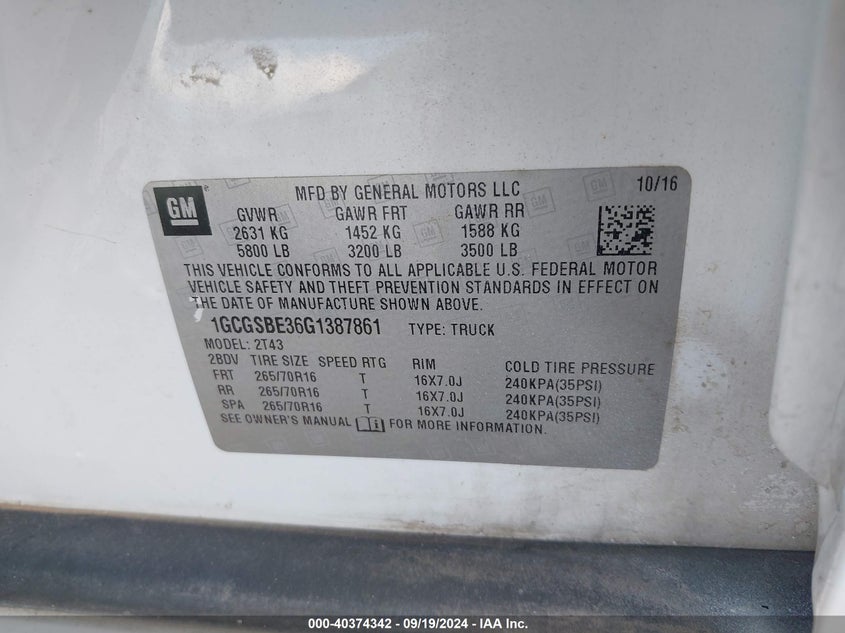 GM
MFD BY GENERAL MOTORS LLC 10/16
GVWR GAWR FRT GAWR RR
2631 KG 1452 KG 1588 KG
5800 LB 3200 LB 3500 LB
THIS VEHICLE CONFORMS TO ALL APPLICABLE U.S. FEDERAL MOTOR
VEHICLE SAFETY AND THEFT PREVENTION STANDARDS IN EFFECT ON
THE DATE OF MANUFACTURE SHOWN ABOVE.
1GCGSBE36G1387861 TYPE: TRUCK
MODEL: 2T43
2BDV TIRE SIZE SPEED RTG RIM COLD TIRE PRESSURE
FRT 265/70R16 T 16X7.0J 240KPA(35PSI)
RR 265/70R16 T 16X7.0J 240KPA(35PSI)
SPA 265/70R16 T 16X7.0J 240KPA(35PSI)
SEE OWNER'S MANUAL FOR MORE INFORMATION.
000-40374342 - 09/19/2024 - IAA Inc.